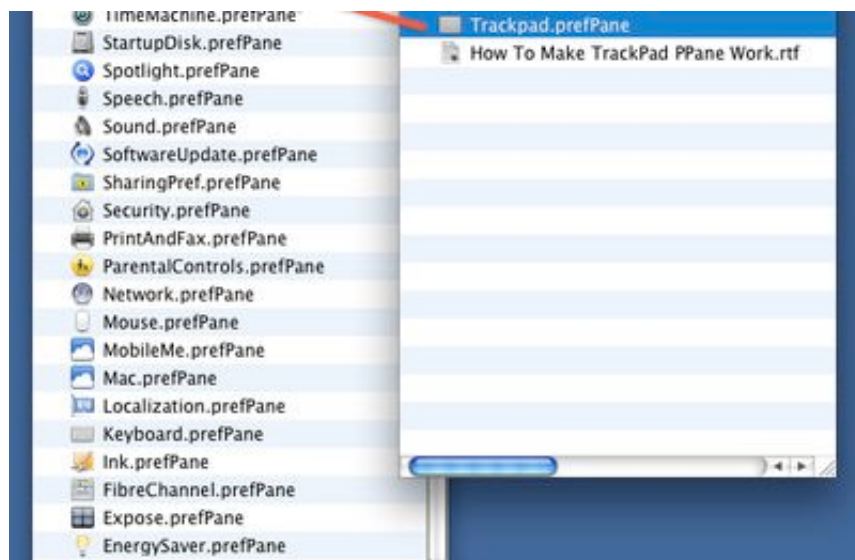 TimeMachine.prefPane
StartupDisk.prefPane
Spotlight.prefPane
Speech.prefPane
Sound.prefPane
SoftwareUpdate.prefPane
SharingPref.prefPane
Security.prefPane
PrintAndFax.prefPane
ParentalControls.prefPane
Network.prefPane
Mouse.prefPane
MobileMe.prefPane
Mac.prefPane
Localization.prefPane
Keyboard.prefPane
Ink.prefPane
FibreChannel.prefPane
Expose.prefPane
EnergySaver.prefPane
Trackpad.prefPane
How To Make TrackPad PPane Work.rtf